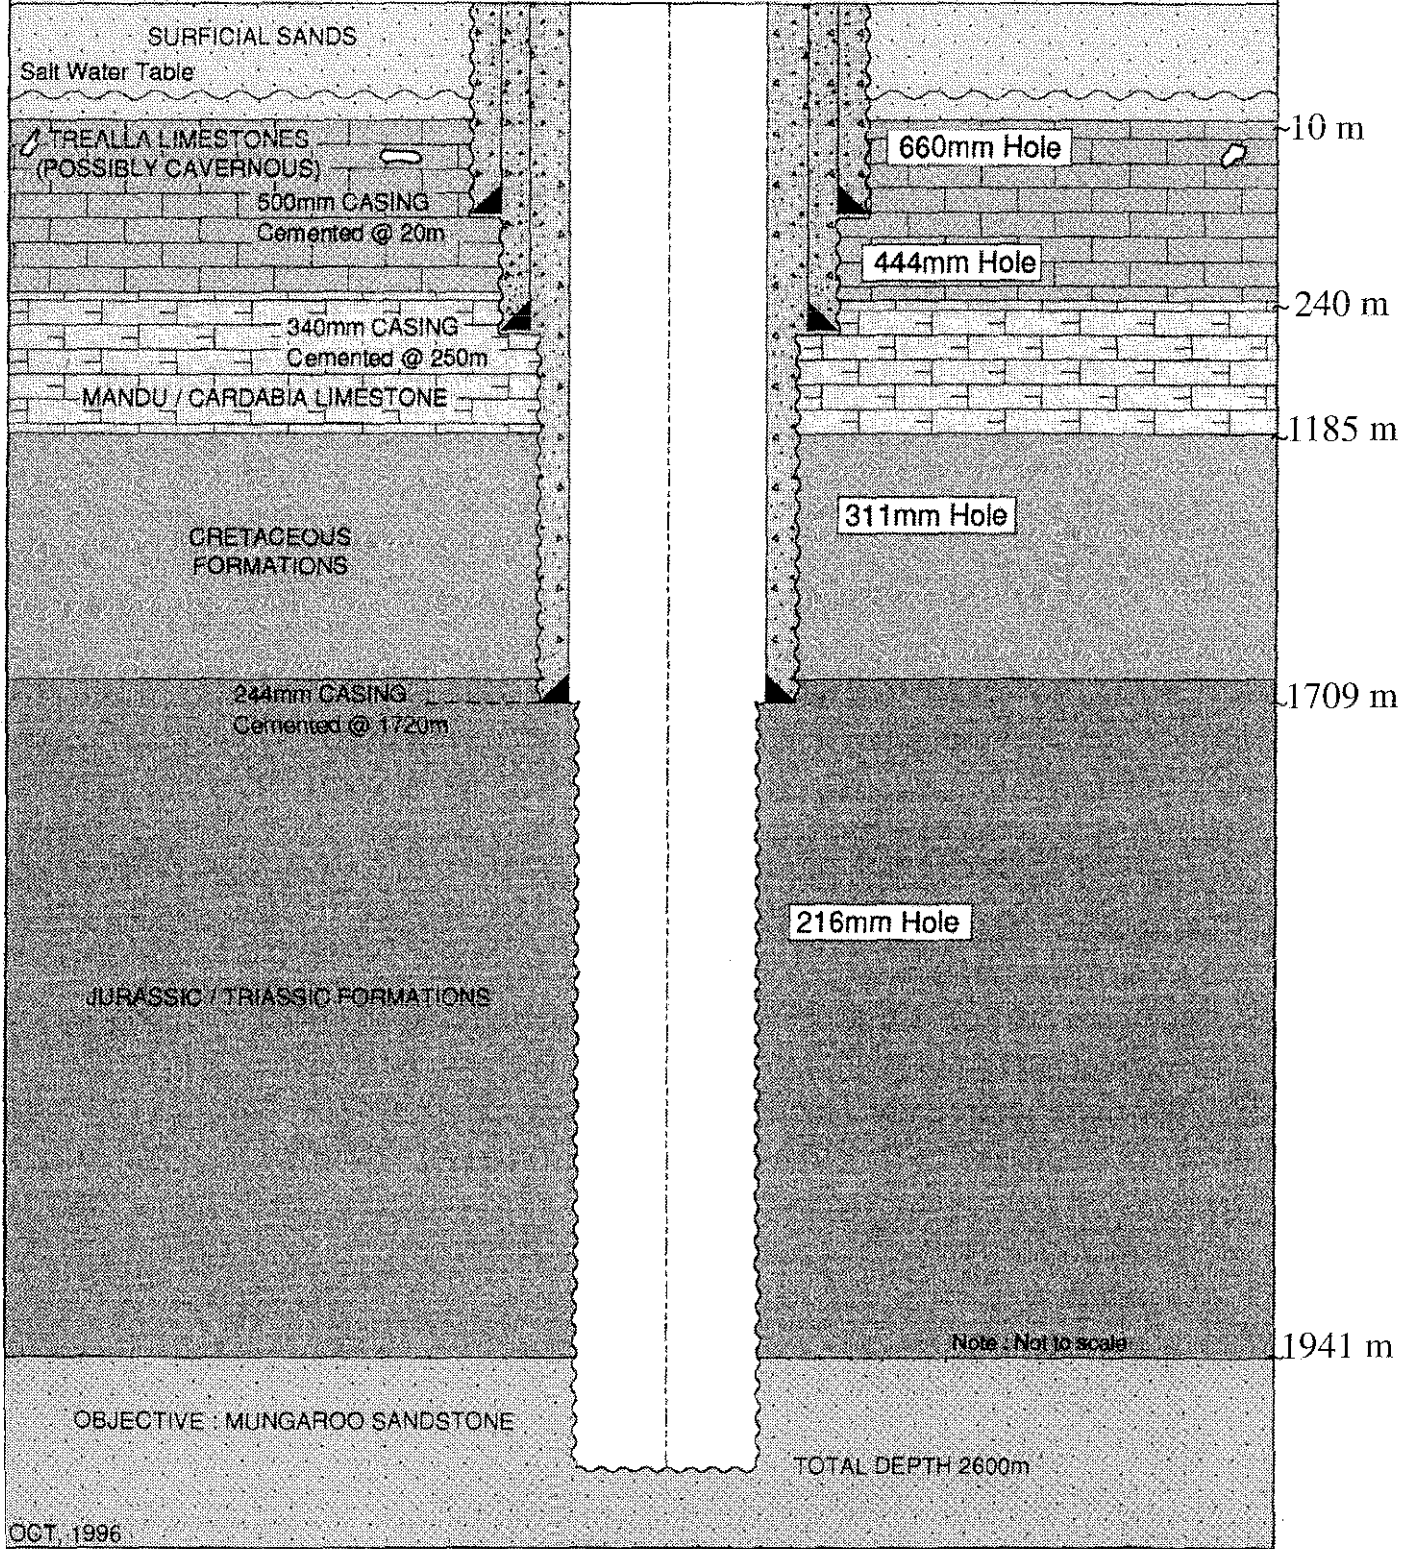 SURFICIAL SANDS
Salt Water Table
10 m
TREALLA LIMESTONES
(POSSIBLY CAVERNOUS)
660mm Hole
500mm CASING
Cemented @ 20m
444mm Hole
240 m
340mm CASING
Cemented @ 250m
MANDU / CARDABIA LIMESTONE
1185 m
311mm Hole
CRETACEOUS
FORMATIONS
244mm CASING
Cemented @ 1720m
1709 m
216mm Hole
JURASSIC / TRIASSIC FORMATIONS
Note : Not to scale
1941 m
OBJECTIVE : MUNGAROO SANDSTONE
TOTAL DEPTH 2600m
OCT, 1996